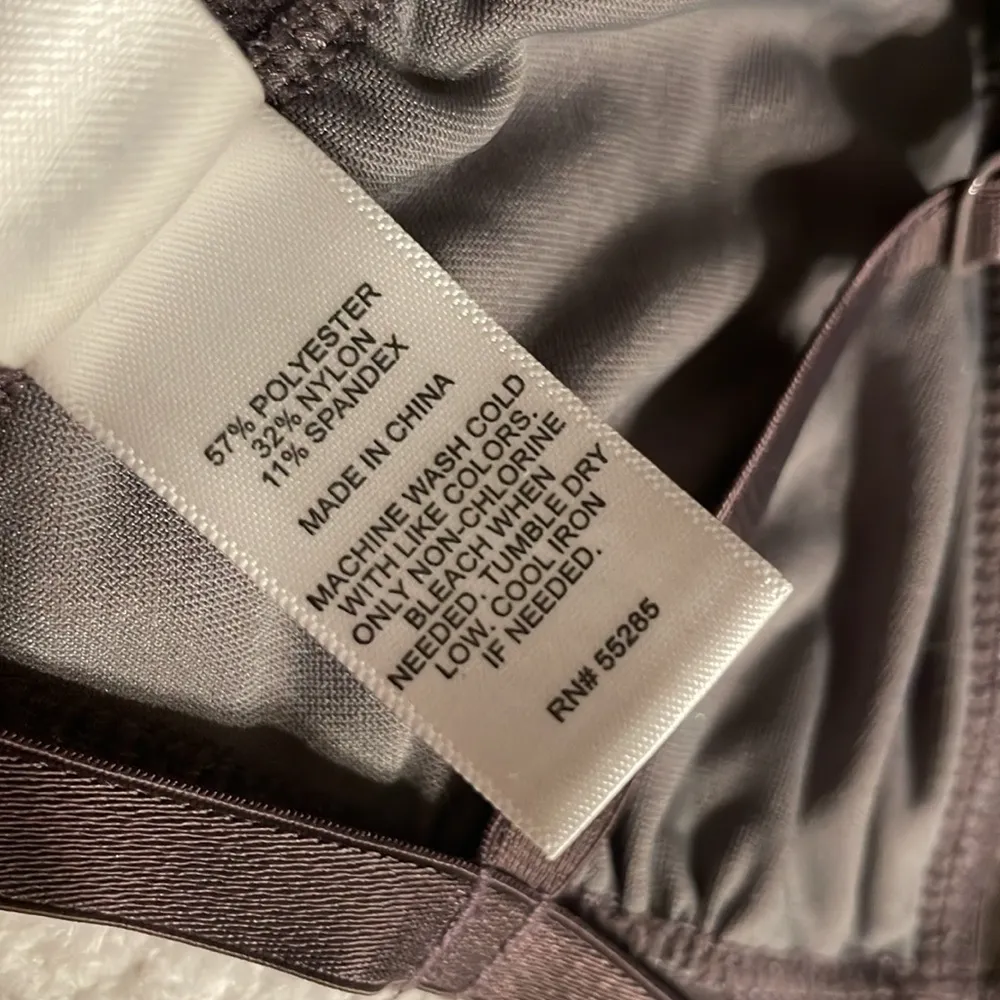 57% POLYESTER
32% NYLON
11% SPANDEX
MADE IN CHINA
MACHINE WASH COLD
WITH LIKE COLORS.
ONLY NON-CHLORINE
BLEACH WHEN
NEEDED. TUMBLE DRY
LOW. COOL IRON
IF NEEDED.
RN# 55285